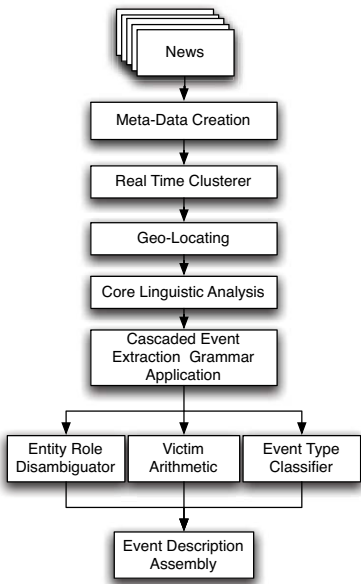 News
Meta-Data Creation
Real Time Clusterer
Geo-Locating
Core Linguistic Analysis
Cascaded Event
Extraction Grammar
Application
Entity Role
Disambiguator
Victim
Arithmetic
Event Type
Classifier
Event Description
Assembly